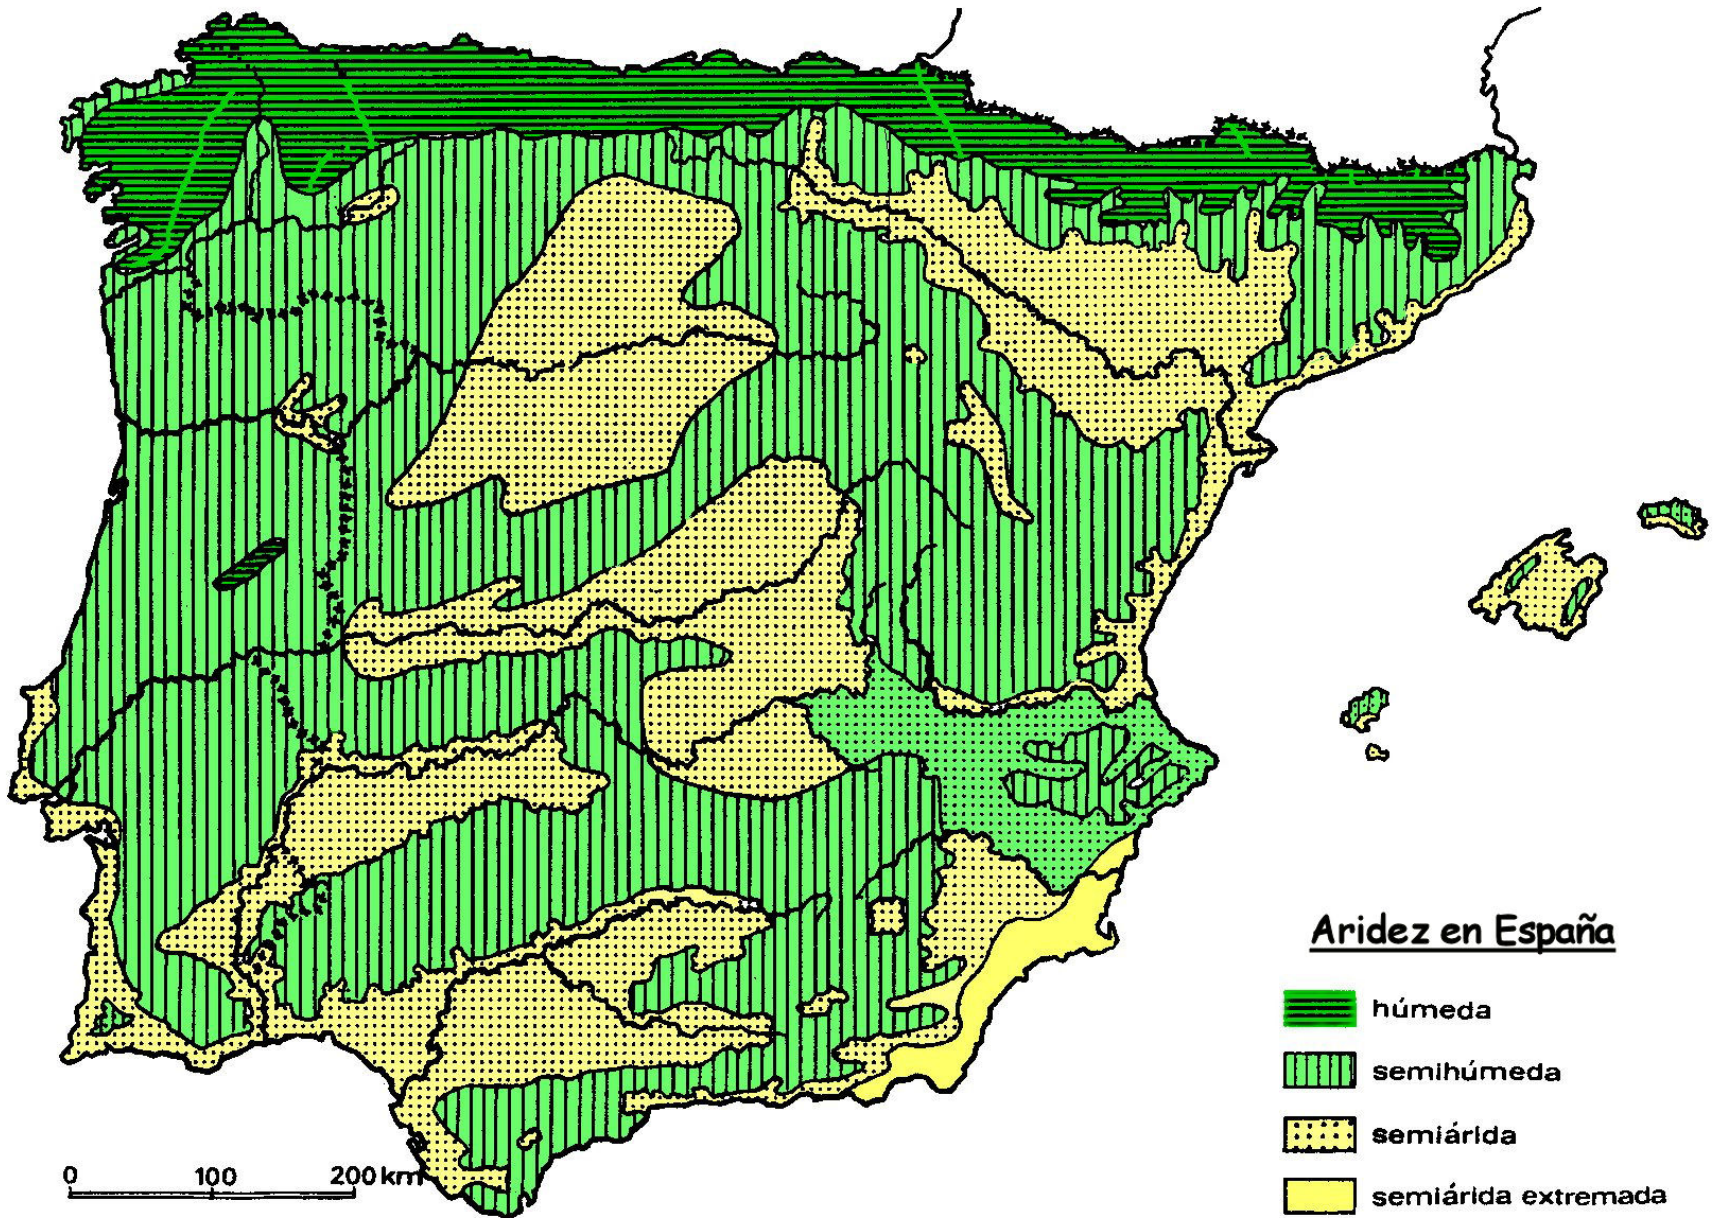 Aridez en España
húmeda
semihúmeda
semiárida
semiárida extremada
0 100 200 km